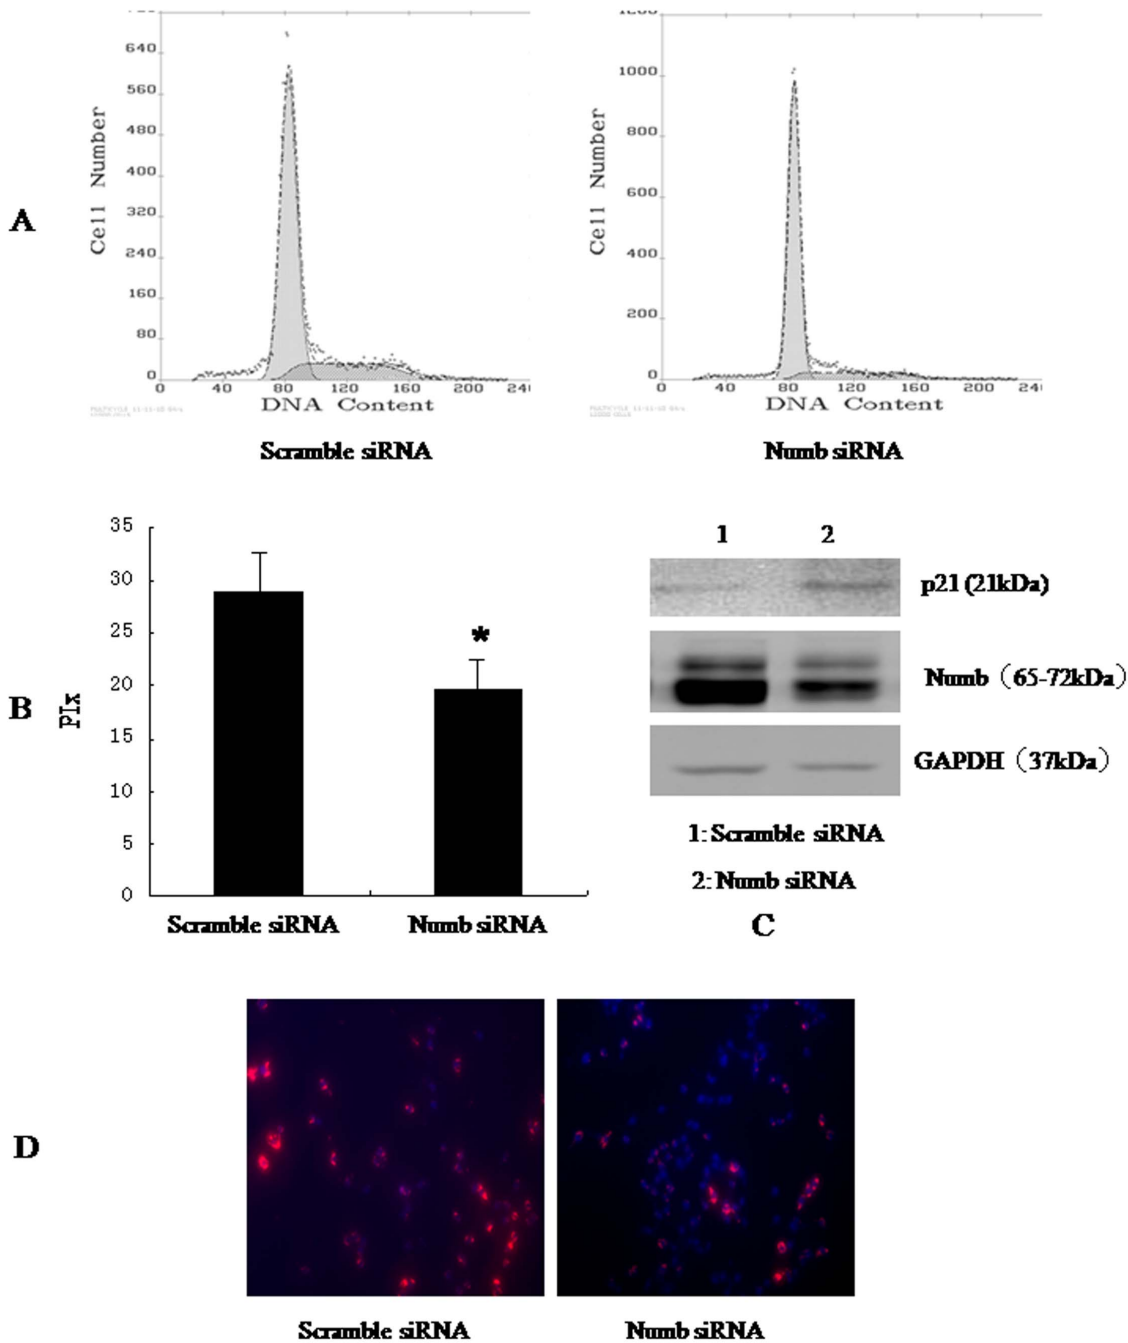 A
Cell Number
640
560
480
400
320
240
160
80
0
0 40 80 120 160 200
DNA Content
Scramble siRNA
Cell Number
1000
800
600
400
200
0
0 40 80 120 160 200
DNA Content
Numb siRNA
B
PIx
35
30
25
20
15
10
5
0
*
Scramble siRNA Numb siRNA
1 2
p21 (21kDa)
Numb（65-72kDa）
GAPDH（37kDa）
1: Scramble siRNA
2: Numb siRNA
C
D
Scramble siRNA Numb siRNA